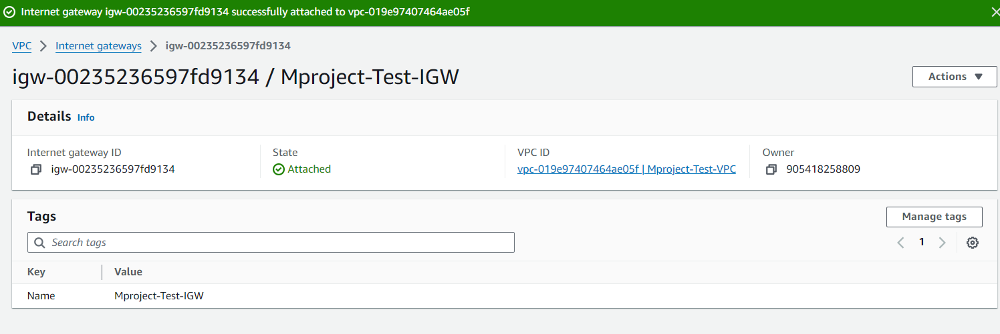 Internet gateway igw-00235236597fd9134 successfully attached to vpc-019e97407464ae05f
VPC > Internet gateways > igw-00235236597fd9134
igw-00235236597fd9134 / Mproject-Test-IGW
Actions
Details Info
Internet gateway ID
igw-00235236597fd9134
State
Attached
VPC ID
vpc-019e97407464ae05f | Mproject-Test-VPC
Owner
905418258809
Tags
Manage tags
Search tags
1
Key Value
Name Mproject-Test-IGW